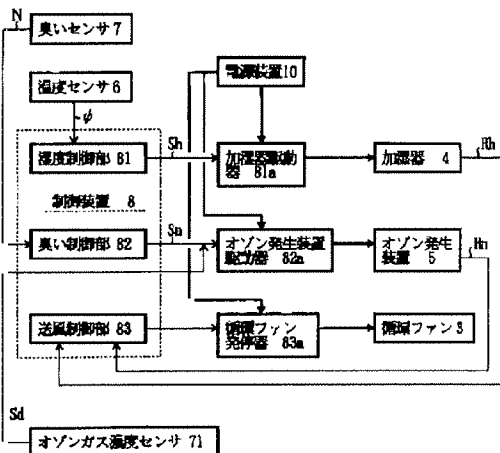 N
臭いセンサ 7
湿度センサ 6
電源装置10
φ
湿度制御部 81
Sh
加湿器駆動
器 81a
加湿器 4
Rh
制御装置 8
臭い制御部 82
Sn
オゾン発生装置
駆動器 82a
オゾン発生
装置 5
Rn
送風制御部 83
循環ファン
発停器 83a
循環ファン 3
Sd
オゾンガス濃度センサ 71